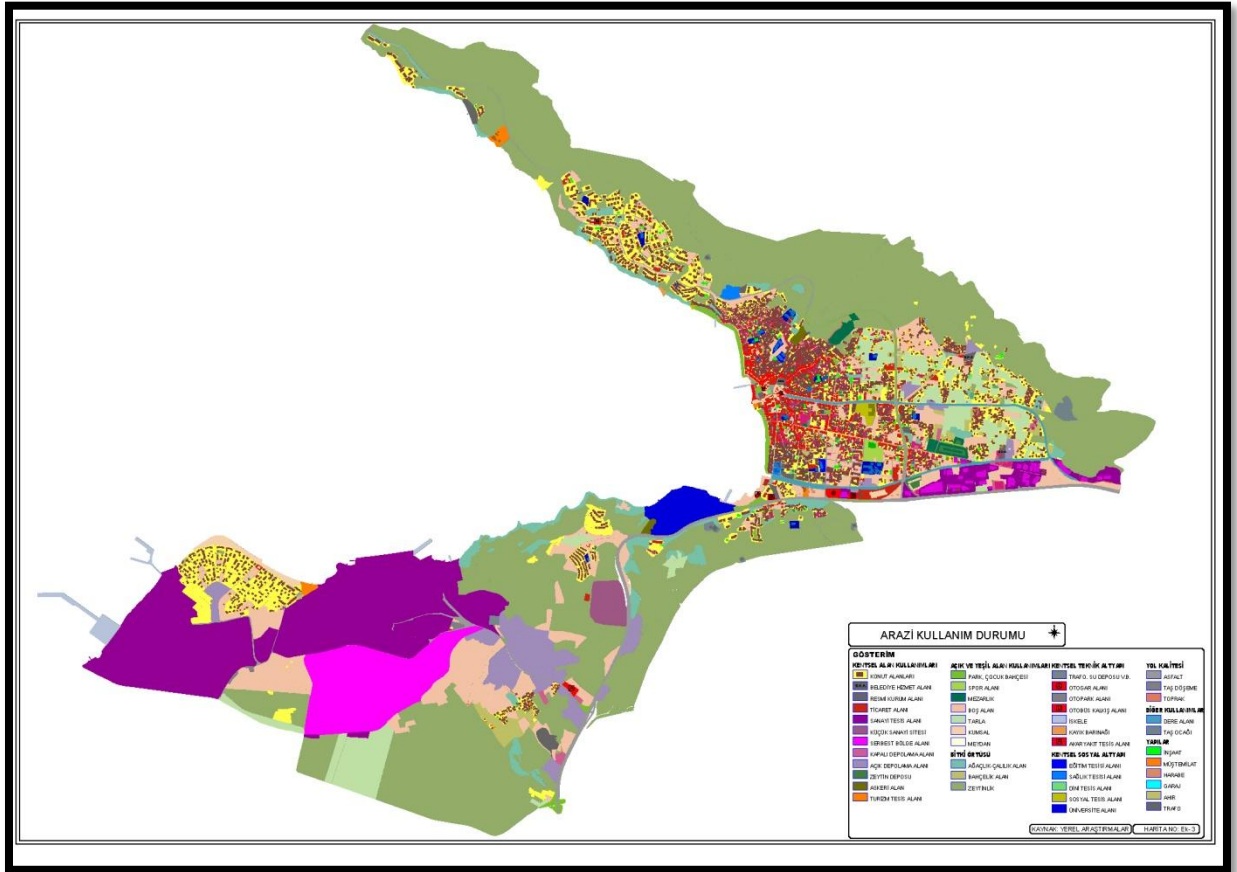 ARAZİ KULLANIM DURUMU
GÖSTERİM
KENTSEL ALAN KULLANIMLARI
KONUT ALANLARI
BELEDİYE HİZMET ALANI
RESMİ KURUM ALANI
TİCARET ALANI
SANAYİ TESİS ALANI
KÜÇÜK SANAYİ SİTESİ
SERBEST BÖLGE ALANI
KAPALI DEPOLAMA ALANI
AÇIK DEPOLAMA ALANI
ZEYTİN DEPOSU
ASKERİ ALAN
TURİZM TESİS ALANI
AÇIK VE YEŞİL ALAN KULLANIMLARI
PARK, ÇOCUK BAHÇESİ
SPOR ALANI
MEZARLIK
BOŞ ALAN
TARLA
KUMSAL
MEYDAN
BİTKİ ÖRTÜSÜ
AĞAÇLIK-ÇALILIK ALAN
BAHÇELİK ALAN
ZEYTİNLİK
KENTSEL TEKNİK ALTYAPI
TRAFO, SU DEPOSU V.B.
OTOGAR ALANI
OTOPARK ALANI
OTOBÜS KALKIŞ ALANI
İSKELE
KAYIK BARINAĞI
AKARYAKIT TESİS ALANI
KENTSEL SOSYAL ALTYAPI
EĞİTİM TESİSİ ALANI
SAĞLIK TESİSİ ALANI
DİNİ TESİS ALANI
SOSYAL TESİS ALANI
ÜNİVERSİTE ALANI
YOL KALİTESİ
ASFALT
TAŞ DÖŞEME
TOPRAK
DİĞER KULLANIMLAR
DERE ALANI
TAŞ OCAĞI
YAPILAR
İNŞAAT
MÜŞTEMİLAT
HARABE
GARAJ
AHIR
TRAFO
KAYNAK: YEREL ARAŞTIRMALAR
HARİTA NO: Ek-3